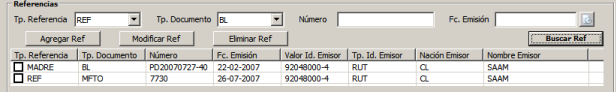 Referencias
Tp. Referencia REF Tp. Documento BL Número Fc. Emisión
Agregar Ref Modificar Ref Eliminar Ref Buscar Ref
Tp. Referencia Tp. Documento Número Fc. Emisión Valor Id. Emisor Tp. Id. Emisor Nación Emisor Nombre Emisor
MADRE BL PD20070727-40 22-02-2007 92048000-4 RUT CL SAAM
REF MFTO 7730 26-07-2007 92048000-4 RUT CL SAAM